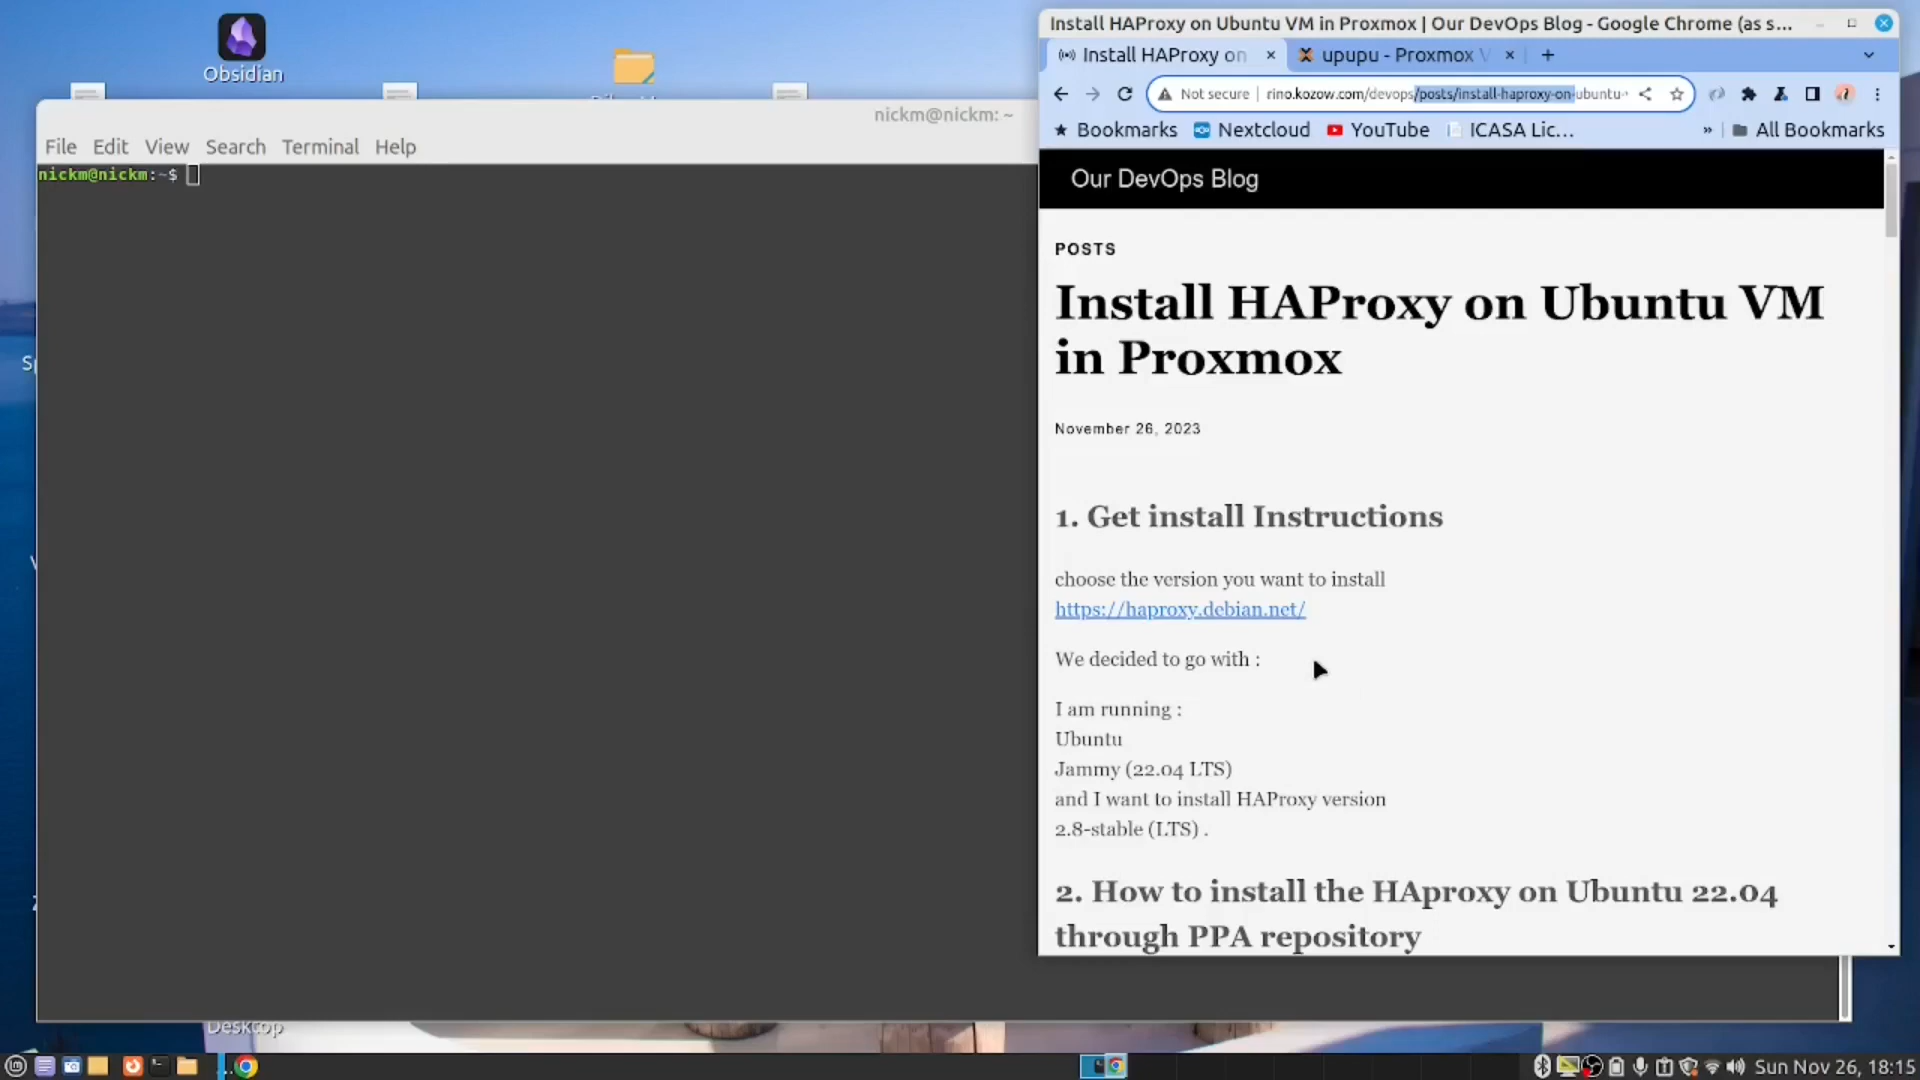 Obsidian
Install HAProxy on Ubuntu VM in Proxmox | Our DevOps Blog - Google Chrome (as s...
Install HAProxy on
upupu - Proxmox V
Not secure
rino.kozow.com/devops/posts/install-haproxy-on-ubuntu-
Bookmarks
Nextcloud
YouTube
ICASA Lic...
»
All Bookmarks
nickm@nickm: ~
File Edit View Search Terminal Help
nickm@nickm:~$
Our DevOps Blog
POSTS
Install HAProxy on Ubuntu VM
in Proxmox
November 26, 2023
1. Get install Instructions
choose the version you want to install
https://haproxy.debian.net/
We decided to go with :
I am running :
Ubuntu
Jammy (22.04 LTS)
and I want to install HAProxy version
2.8-stable (LTS) .
2. How to install the HAproxy on Ubuntu 22.04
through PPA repository
Desktop
Sun Nov 26, 18:15